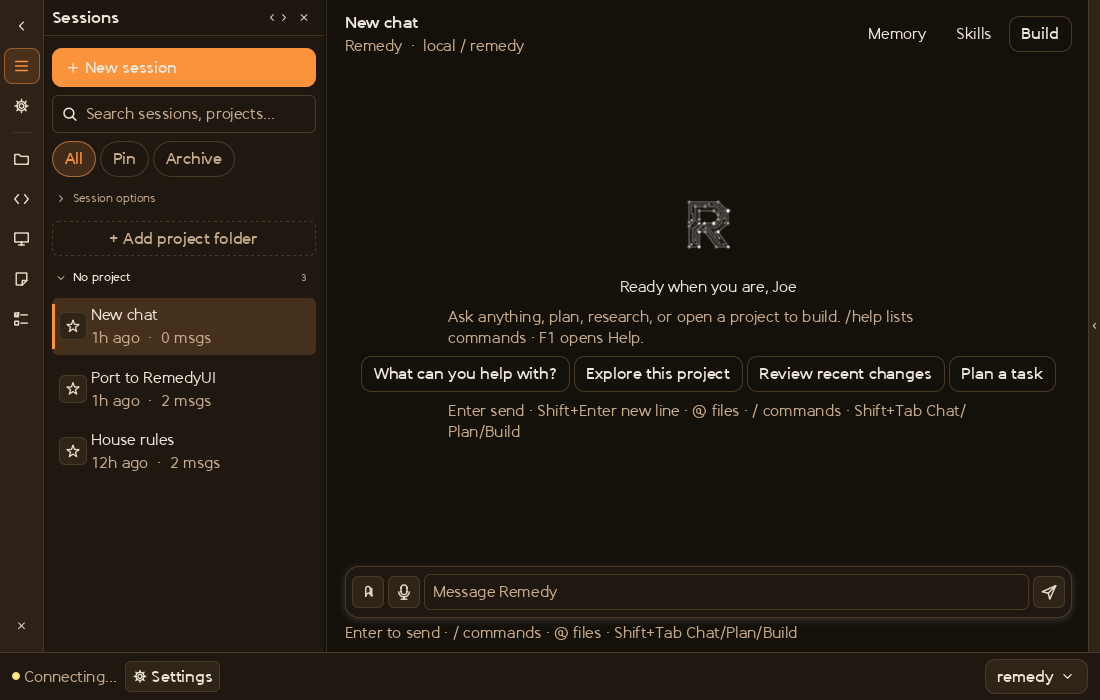 Sessions
New session
Search sessions, projects...
All
Pin
Archive
Session options
+ Add project folder
No project
3
New chat
1h ago · 0 msgs
Port to RemedyUI
1h ago · 2 msgs
House rules
12h ago · 2 msgs
New chat
Remedy · local / remedy
Memory
Skills
Build
R
Ready when you are, Joe
Ask anything, plan, research, or open a project to build. /help lists
commands · F1 opens Help.
What can you help with?
Explore this project
Review recent changes
Plan a task
Enter send · Shift+Enter new line · @ files · / commands · Shift+Tab Chat/
Plan/Build
Message Remedy
Enter to send · / commands · @ files · Shift+Tab Chat/Plan/Build
Connecting...
Settings
remedy